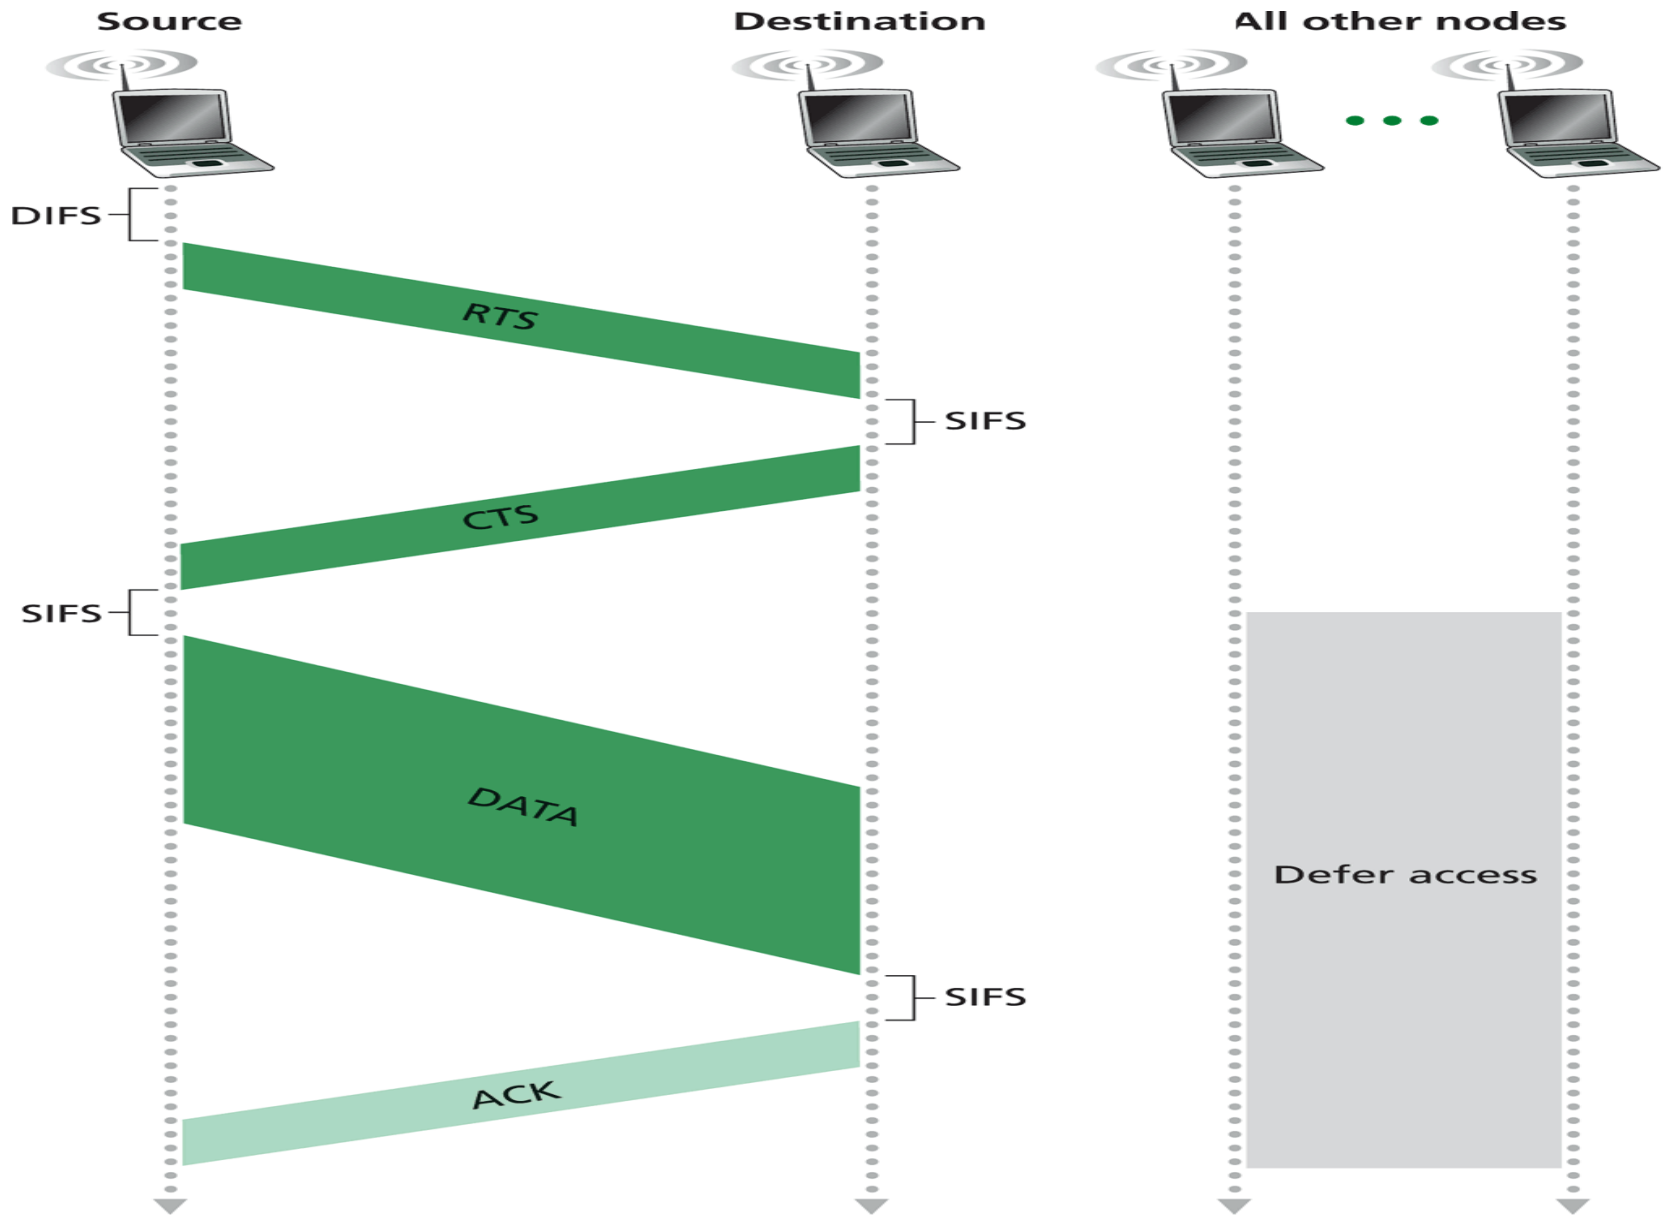 Source
Destination
All other nodes
DIFS
RTS
SIFS
CTS
SIFS
DATA
Defer access
SIFS
ACK